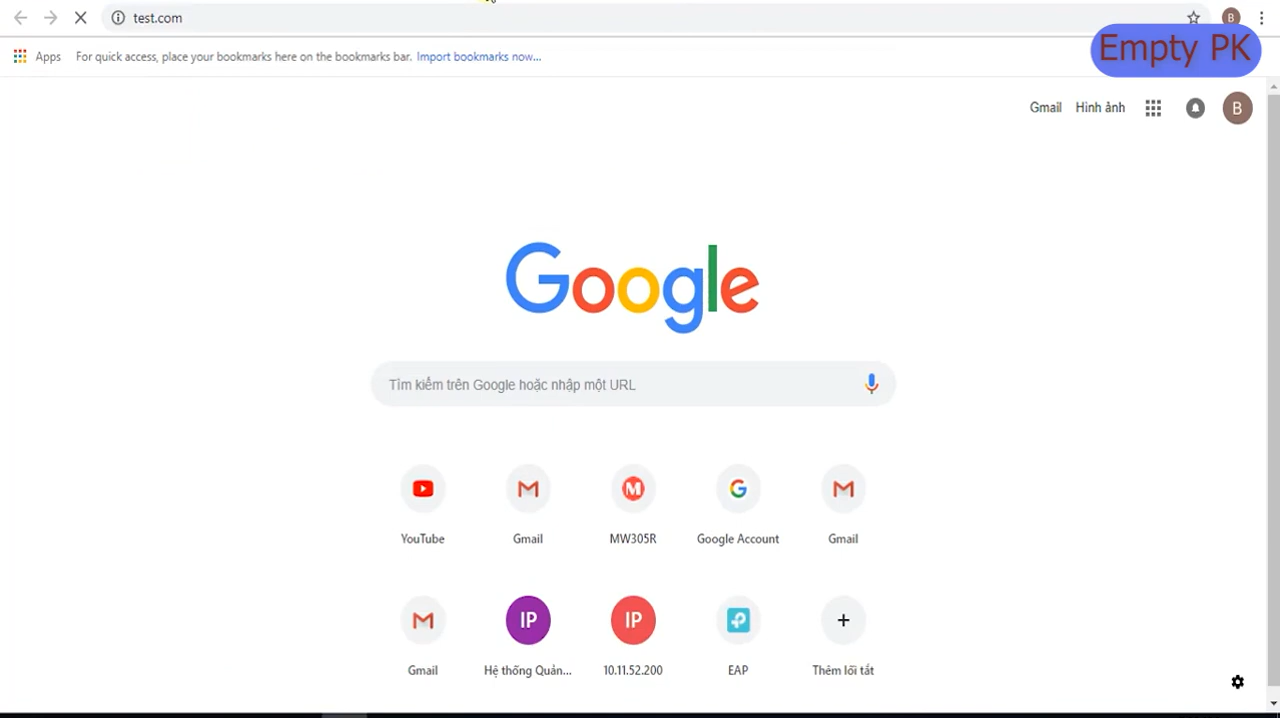 test.com
B
Apps
For quick access, place your bookmarks here on the bookmarks bar. Import bookmarks now...
Empty PK
Gmail
Hình ảnh
B
Google
Tìm kiếm trên Google hoặc nhập một URL
YouTube
Gmail
M
MW305R
G
Google Account
Gmail
Gmail
IP
Hệ thống Quản...
IP
10.11.52.200
EAP
Thêm lối tắt